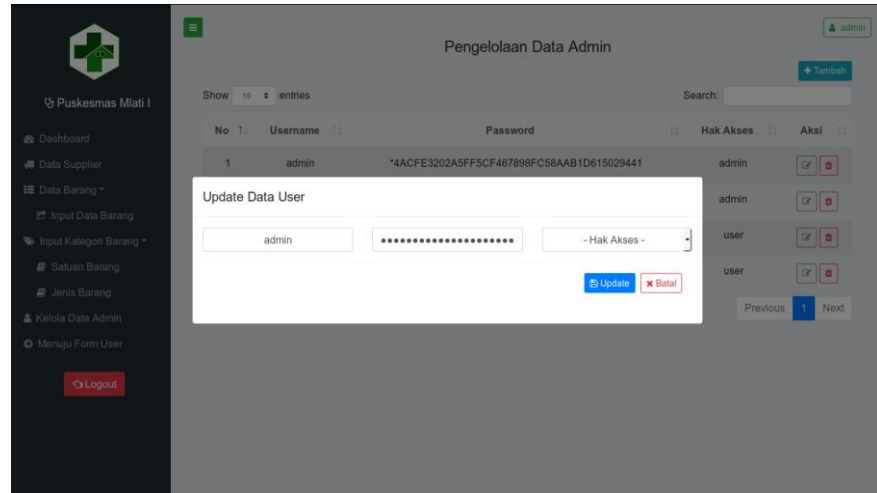 admin
Pengelolaan Data Admin
Tambah
Puskesmas Mlati I
Show 10 entries
Search:
No Username Password Hak Akses Aksi
Dashboard
Data Supplier
1 admin *4ACFE3202A5FF5CF467898FC58AAB1D615029441 admin
Data Barang
Update Data User
admin
Input Data Barang
Input Kategori Barang
admin ••••••••••••••••••••• - Hak Akses -
user
Satuan Barang
user
Update Batal
Jenis Barang
Kelola Data Admin
Previous 1 Next
Menuju Form User
Logout